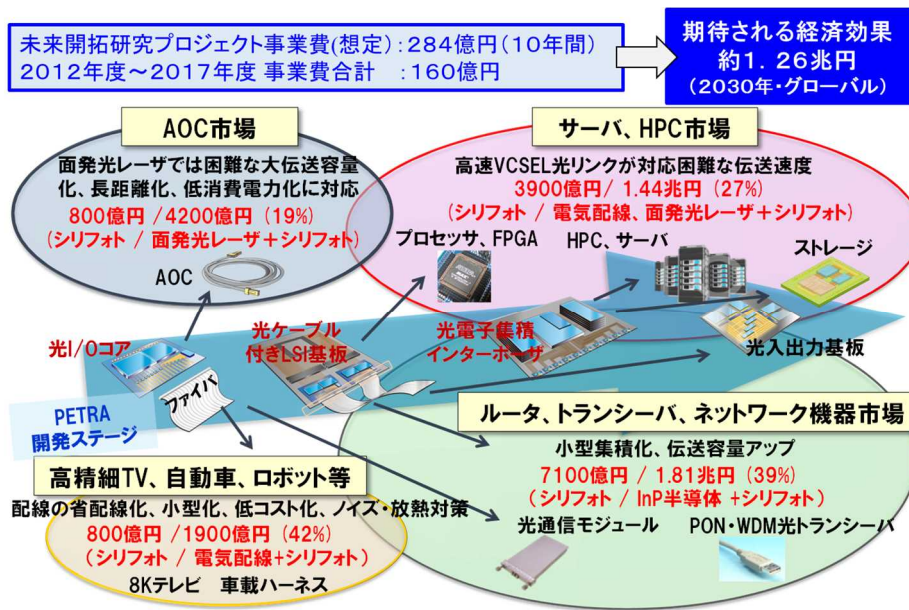 未来開拓研究プロジェクト事業費(想定):284億円(10年間)
2012年度~2017年度 事業費合計 :160億円
期待される経済効果
約1.26兆円
(2030年・グローバル)
AOC市場
面発光レーザでは困難な大伝送容量
化、長距離化、低消費電力化に対応
800億円 /4200億円 (19%)
(シリフォト / 面発光レーザ+シリフォト)
AOC
サーバ、HPC市場
高速VCSEL光リンクが対応困難な伝送速度
3900億円/ 1.44兆円 (27%)
(シリフォト / 電気配線、面発光レーザ+シリフォト)
プロセッサ、FPGA
HPC、サーバ
ストレージ
光I/Oコア
光ケーブル
付きLSI基板
光電子集積
インターポーザ
光入出力基板
ファイバ
PETRA
開発ステージ
ルータ、トランシーバ、ネットワーク機器市場
小型集積化、伝送容量アップ
7100億円 / 1.81兆円 (39%)
(シリフォト / InP半導体 +シリフォト)
光通信モジュール
PON・WDM光トランシーバ
高精細TV、自動車、ロボット等
配線の省配線化、小型化、低コスト化、ノイズ・放熱対策
800億円 /1900億円 (42%)
(シリフォト / 電気配線+シリフォト)
8Kテレビ 車載ハーネス